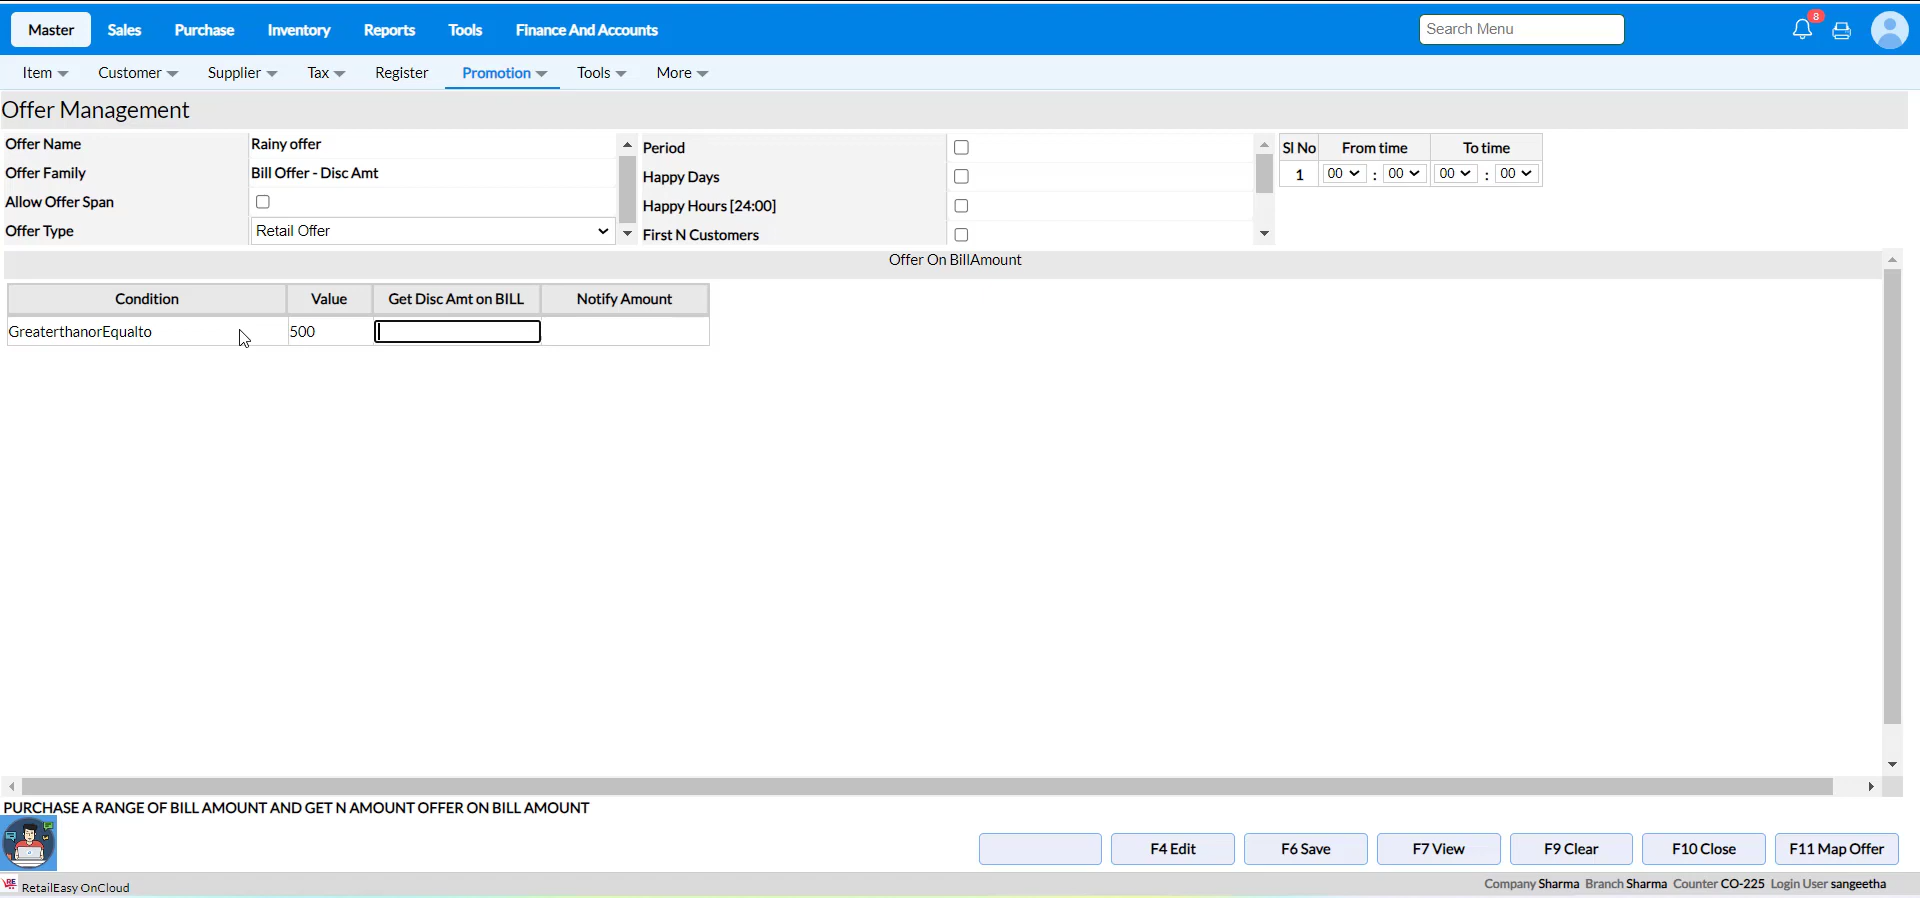 Master Sales Purchase Inventory Reports Tools Finance And Accounts Search Menu 8
Item Customer Supplier Tax Register Promotion Tools More
Offer Management
Offer Name Rainy offer
Offer Family Bill Offer - Disc Amt
Allow Offer Span
Offer Type Retail Offer
Period
Happy Days
Happy Hours [24:00]
First N Customers
Sl No From time To time
1 00 : 00 00 : 00
Offer On BillAmount
Condition Value Get Disc Amt on BILL Notify Amount
GreaterthanorEqualto 500
PURCHASE A RANGE OF BILL AMOUNT AND GET N AMOUNT OFFER ON BILL AMOUNT
F4 Edit F6 Save F7 View F9 Clear F10 Close F11 Map Offer
RE RetailEasy OnCloud Company Sharma Branch Sharma Counter CO-225 Login User sangeetha